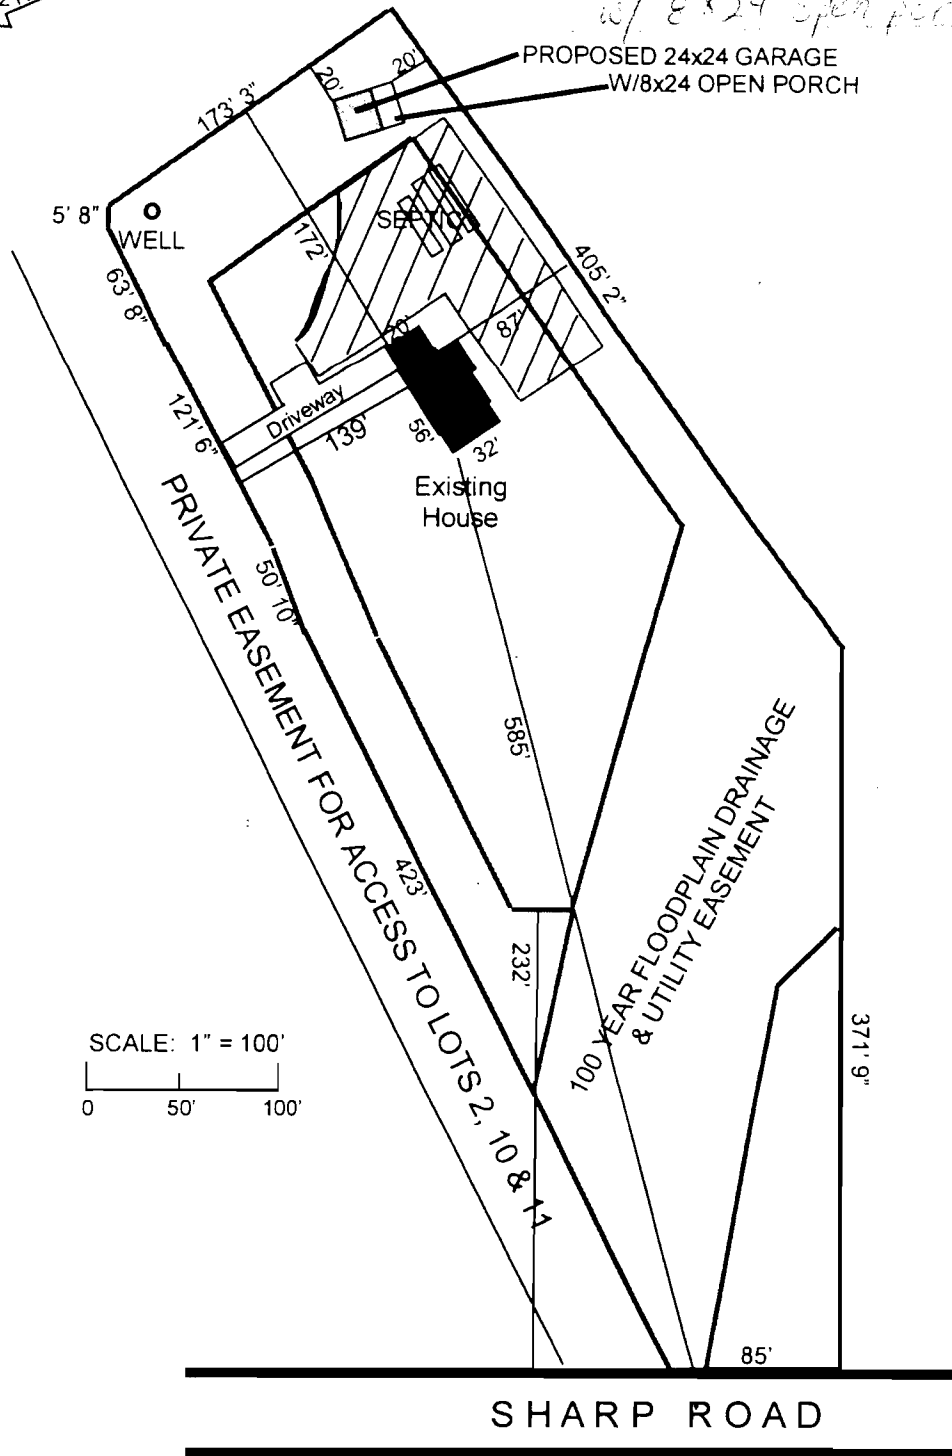 w/ 8x24 open
PROPOSED 24x24 GARAGE
W/8x24 OPEN PORCH
20'
20'
173' 3"
5' 8"
WELL
SEPTIC
172'
63' 8"
405' 2"
20'
87'
121' 6"
Driveway
139'
56'
32'
Existing
House
50' 10"
PRIVATE EASEMENT FOR ACCESS TO LOTS 2, 10 & 11
585'
423'
100 YEAR FLOODPLAIN DRAINAGE
& UTILITY EASEMENT
232'
371' 9"
SCALE: 1" = 100'
0 50' 100'
85'
SHARP ROAD